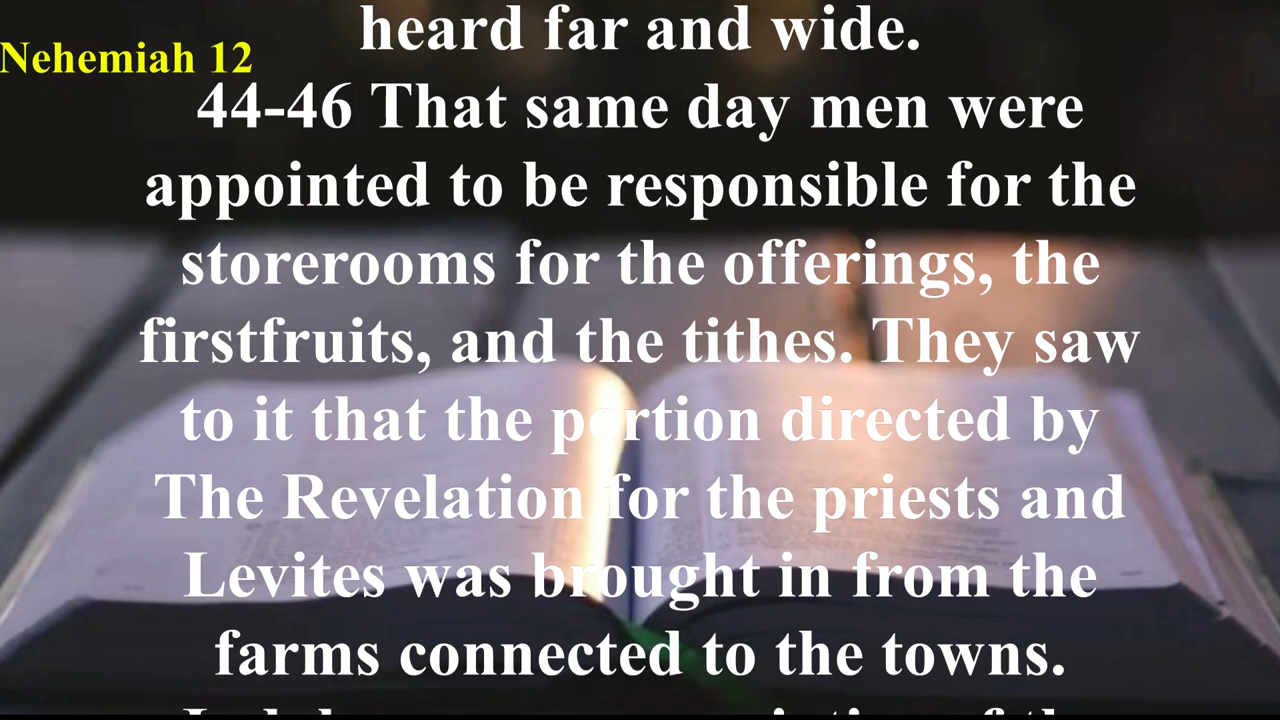 heard far and wide.
Nehemiah 12
44-46 That same day men were
appointed to be responsible for the
storerooms for the offerings, the
firstfruits, and the tithes. They saw
to it that the portion directed by
The Revelation for the priests and
Levites was brought in from the
farms connected to the towns.